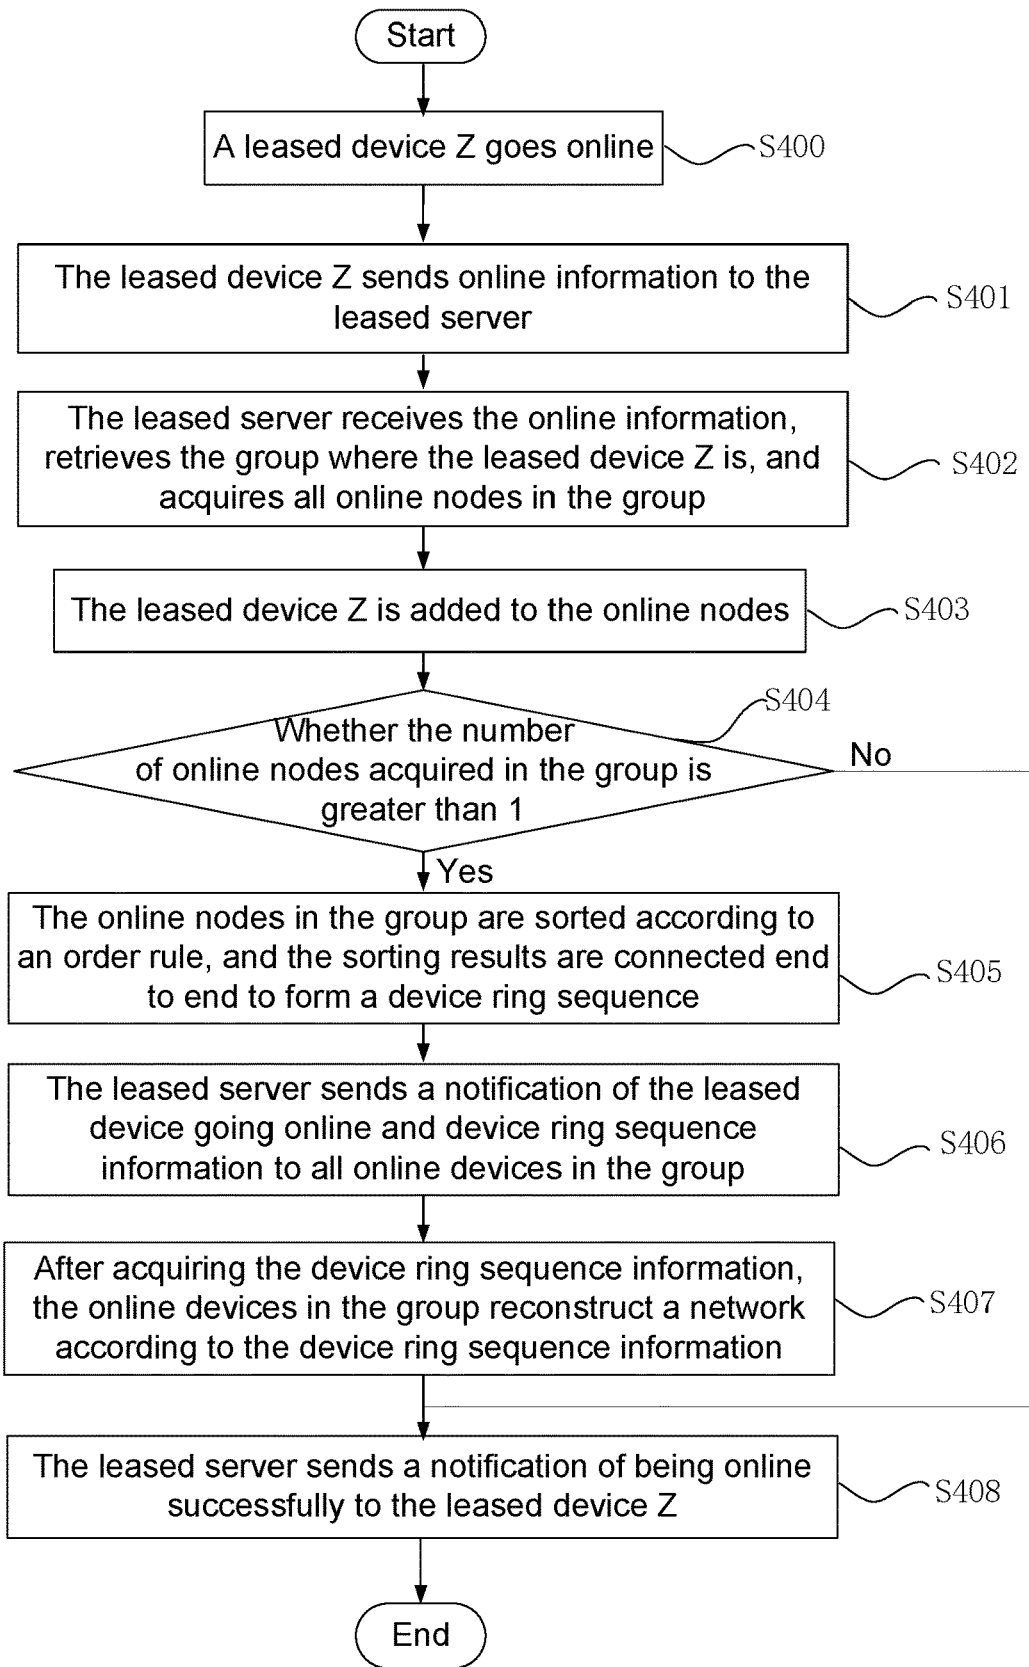 Start
A leased device Z goes online
S400
The leased device Z sends online information to the
leased server
S401
The leased server receives the online information,
retrieves the group where the leased device Z is, and
acquires all online nodes in the group
S402
The leased device Z is added to the online nodes
S403
S404
Whether the number
of online nodes acquired in the group is
greater than 1
No
Yes
The online nodes in the group are sorted according to
an order rule, and the sorting results are connected end
to end to form a device ring sequence
S405
The leased server sends a notification of the leased
device going online and device ring sequence
information to all online devices in the group
S406
After acquiring the device ring sequence information,
the online devices in the group reconstruct a network
according to the device ring sequence information
S407
The leased server sends a notification of being online
successfully to the leased device Z
S408
End